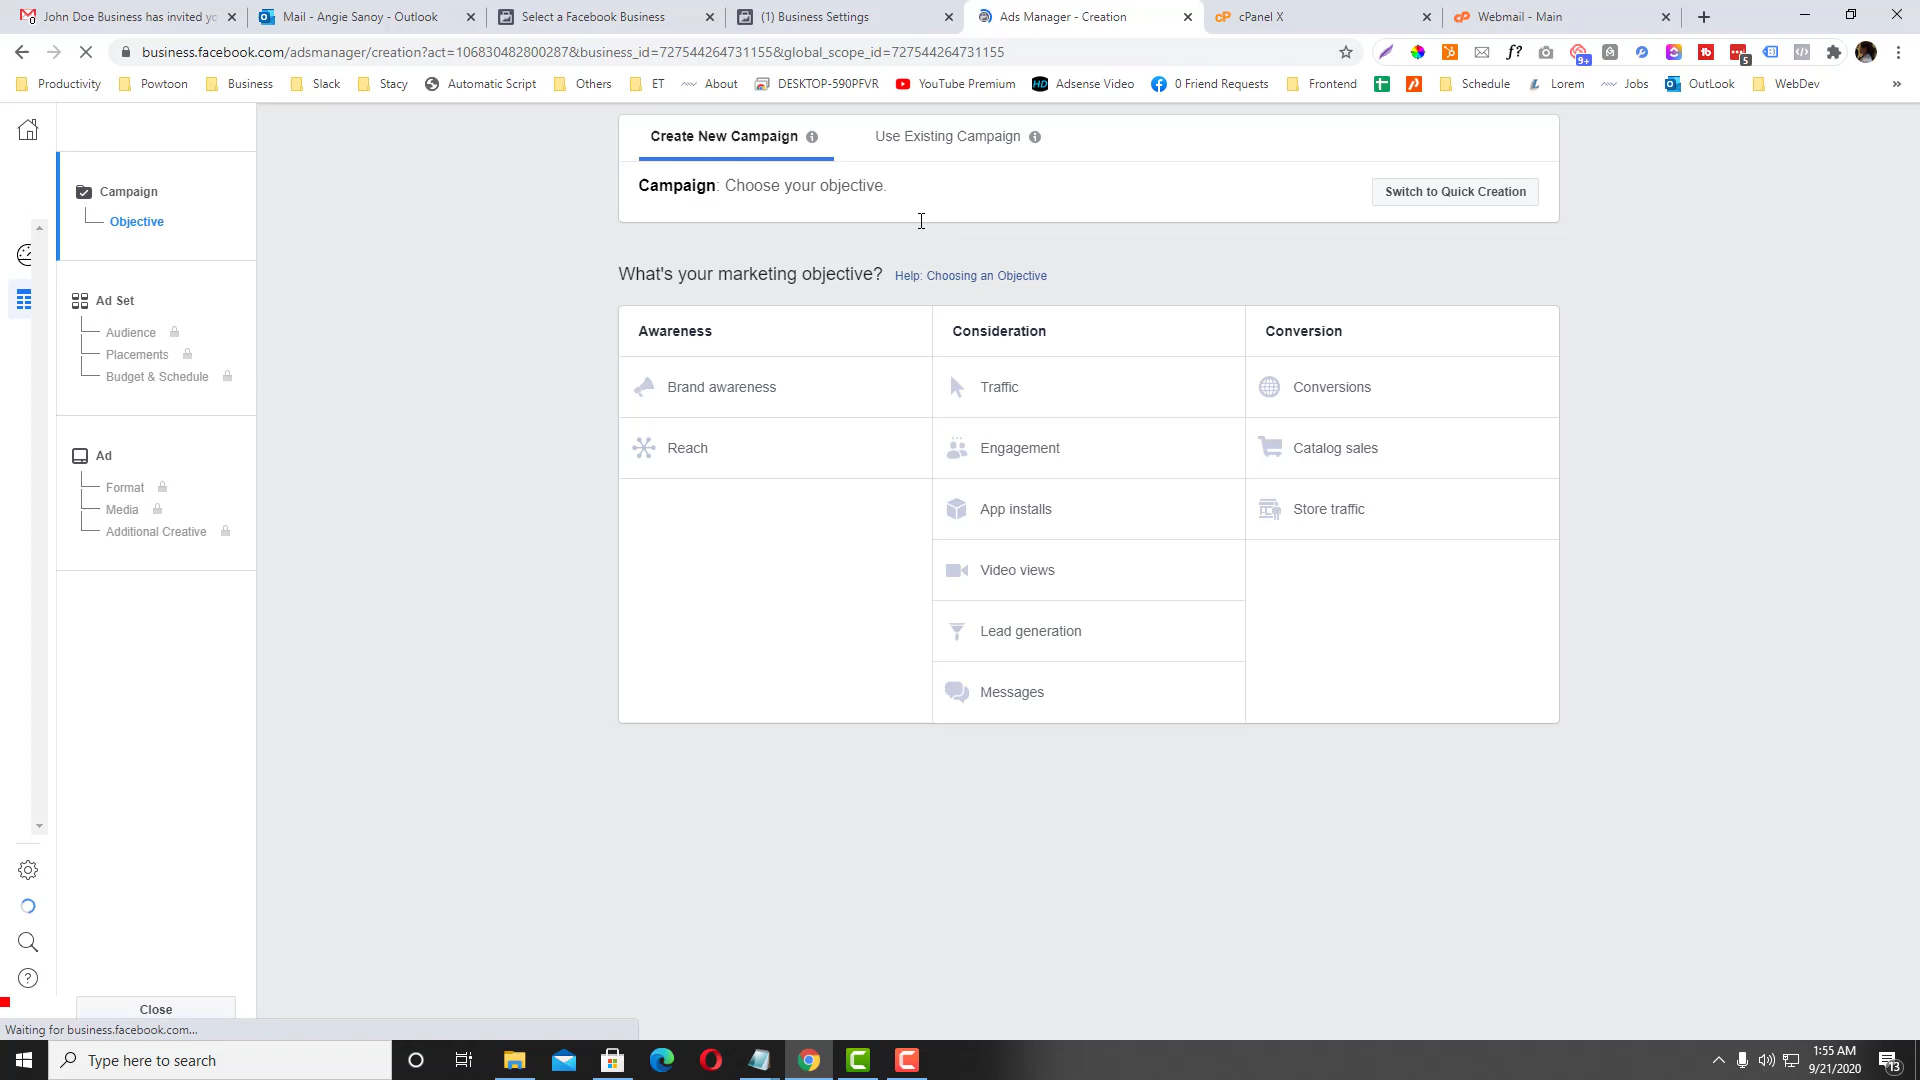 John Doe Business has invited yo
Mail - Angie Sanoy - Outlook
Select a Facebook Business
(1) Business Settings
Ads Manager - Creation
cPanel X
Webmail - Main
business.facebook.com/adsmanager/creation?act=1068304828002​87&business_id=727544264731155&global_scope_id=727544264731155
Productivity
Powtoon
Business
Slack
Stacy
Automatic Script
Others
ET
About
DESKTOP-590PFVR
YouTube Premium
Adsense Video
0 Friend Requests
Frontend
Schedule
Lorem
Jobs
OutLook
WebDev
Create New Campaign
Use Existing Campaign
Campaign: Choose your objective.
Switch to Quick Creation
Campaign
Objective
Ad Set
Audience
Placements
Budget & Schedule
Ad
Format
Media
Additional Creative
Close
What's your marketing objective? Help: Choosing an Objective
Awareness
Consideration
Conversion
Brand awareness
Traffic
Conversions
Reach
Engagement
Catalog sales
App installs
Store traffic
Video views
Lead generation
Messages
Waiting for business.facebook.com...
Type here to search
1:55 AM
9/21/2020
13